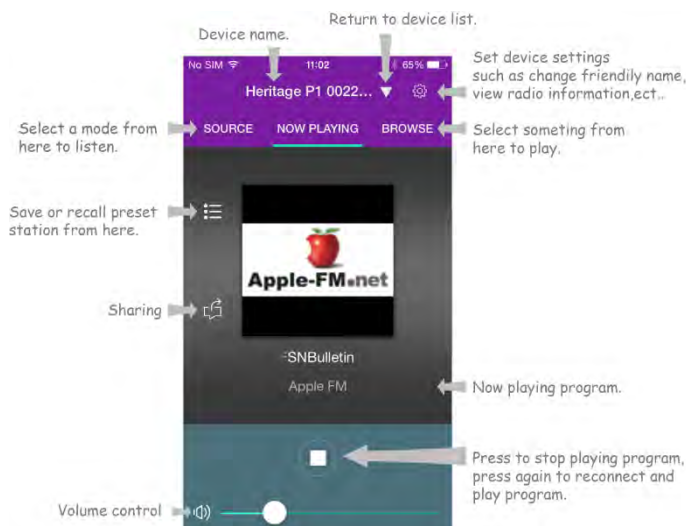 Return to device list.
Device name.
No SIM 11:02 65%
Heritage P1 0022...
Set device settings
such as change friendily name,
view radio information,ect..
Select a mode from
here to listen.
SOURCE NOW PLAYING BROWSE
Select someting from
here to play.
Save or recall preset
station from here.
Apple-FM.net
Sharing
-SNBulletin
Apple FM
Now playing program.
Press to stop playing program,
press again to reconnect and
play program.
Volume control